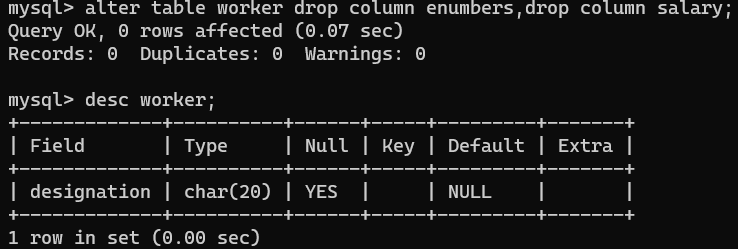 mysql> alter table worker drop column enumbers,drop column salary;
Query OK, 0 rows affected (0.07 sec)
Records: 0  Duplicates: 0  Warnings: 0

mysql> desc worker;
+-------------+----------+------+-----+---------+-------+
| Field       | Type     | Null | Key | Default | Extra |
+-------------+----------+------+-----+---------+-------+
| designation | char(20) | YES  |     | NULL    |       |
+-------------+----------+------+-----+---------+-------+
1 row in set (0.00 sec)